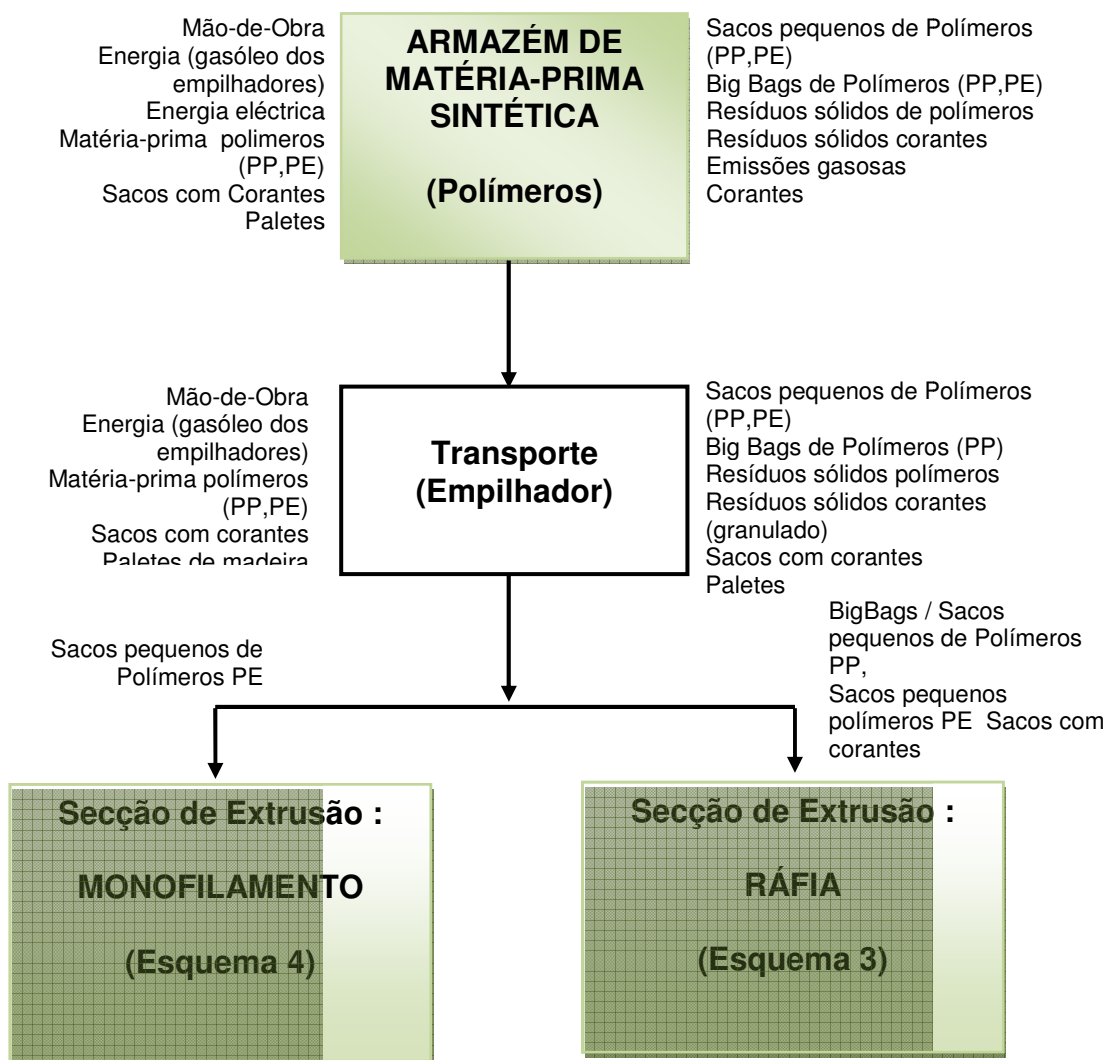 Mão-de-Obra
Energia (gasóleo dos
empilhadores)
Energia eléctrica
Matéria-prima polimeros
(PP,PE)
Sacos com Corantes
Paletes
ARMAZÉM DE
MATÉRIA-PRIMA
SINTÉTICA
(Polímeros)
Sacos pequenos de Polímeros
(PP,PE)
Big Bags de Polímeros (PP,PE)
Resíduos sólidos de polímeros
Resíduos sólidos corantes
Emissões gasosas
Corantes
Mão-de-Obra
Energia (gasóleo dos
empilhadores)
Matéria-prima polímeros
(PP,PE)
Sacos com corantes
Paletes de madeira
Transporte
(Empilhador)
Sacos pequenos de Polímeros
(PP,PE)
Big Bags de Polímeros (PP)
Resíduos sólidos polímeros
Resíduos sólidos corantes
(granulado)
Sacos com corantes
Paletes
Sacos pequenos de
Polímeros PE
BigBags / Sacos
pequenos de Polímeros
PP,
Sacos pequenos
polímeros PE  Sacos com
corantes
Secção de Extrusão :
MONOFILAMENTO
(Esquema 4)
Secção de Extrusão :
RÁFIA
(Esquema 3)